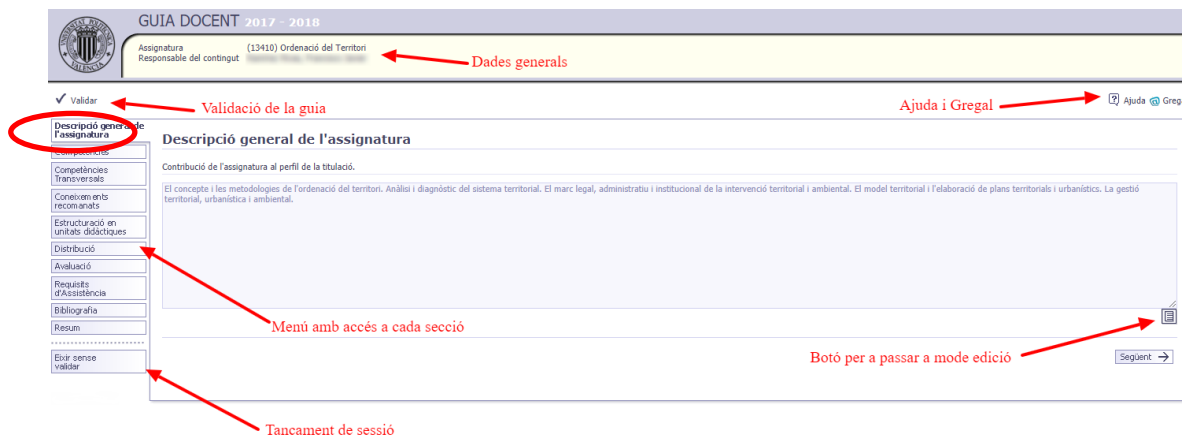 GUIA DOCENT 2017 - 2018
Assignatura (13410) Ordenació del Territori
Responsable del contingut
Dades generals
Validar
Validació de la guia
Ajuda i Gregal
Ajuda
Descripció general de
l'assignatura
Descripció general de l'assignatura
Competències
Competències
Transversals
Coneixements
recomanats
Estructuració en
unitats didàctiques
Distribució
Avaluació
Requisits
d'Assistència
Bibliografia
Resum
Eixir sense
validar
Contribució de l'assignatura al perfil de la titulació.
El concepte i les metodologies de l'ordenació del territori. Anàlisi i diagnóstic del sistema territorial. El marc legal, administratiu i institucional de la intervenció territorial i ambiental. El model territorial i l'elaboració de plans territorials i urbanístics. La gestió
territorial, urbanística i ambiental.
Menú amb accés a cada secció
Botó per a passar a mode edició
Següent
Tancament de sessió